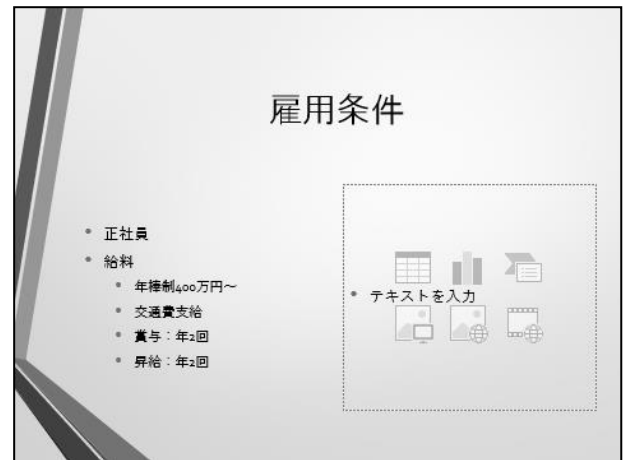 雇用条件
正社員
給料
年棒制400万円～
交通費支給
賞与：年2回
昇給：年2回
テキストを入力